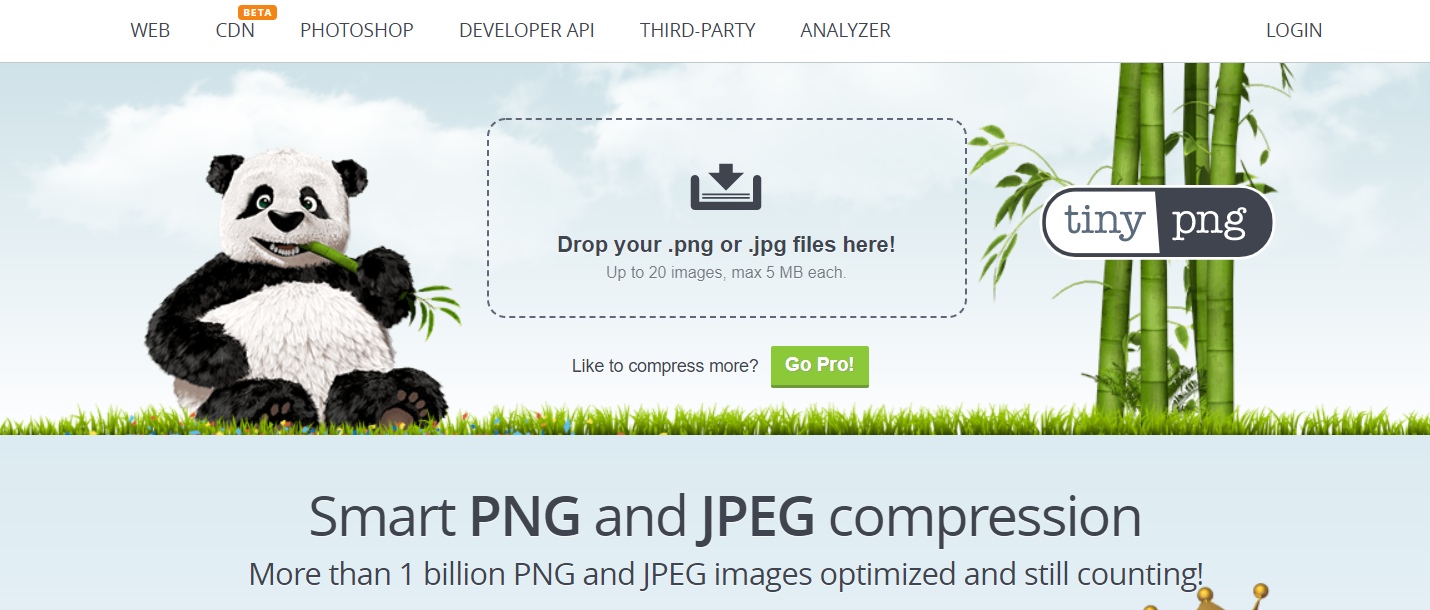 BETA
WEB CDN PHOTOSHOP DEVELOPER API THIRD-PARTY ANALYZER LOGIN
tiny png
Drop your .png or .jpg files here!
Up to 20 images, max 5 MB each.
Like to compress more? Go Pro!
Smart PNG and JPEG compression
More than 1 billion PNG and JPEG images optimized and still counting!